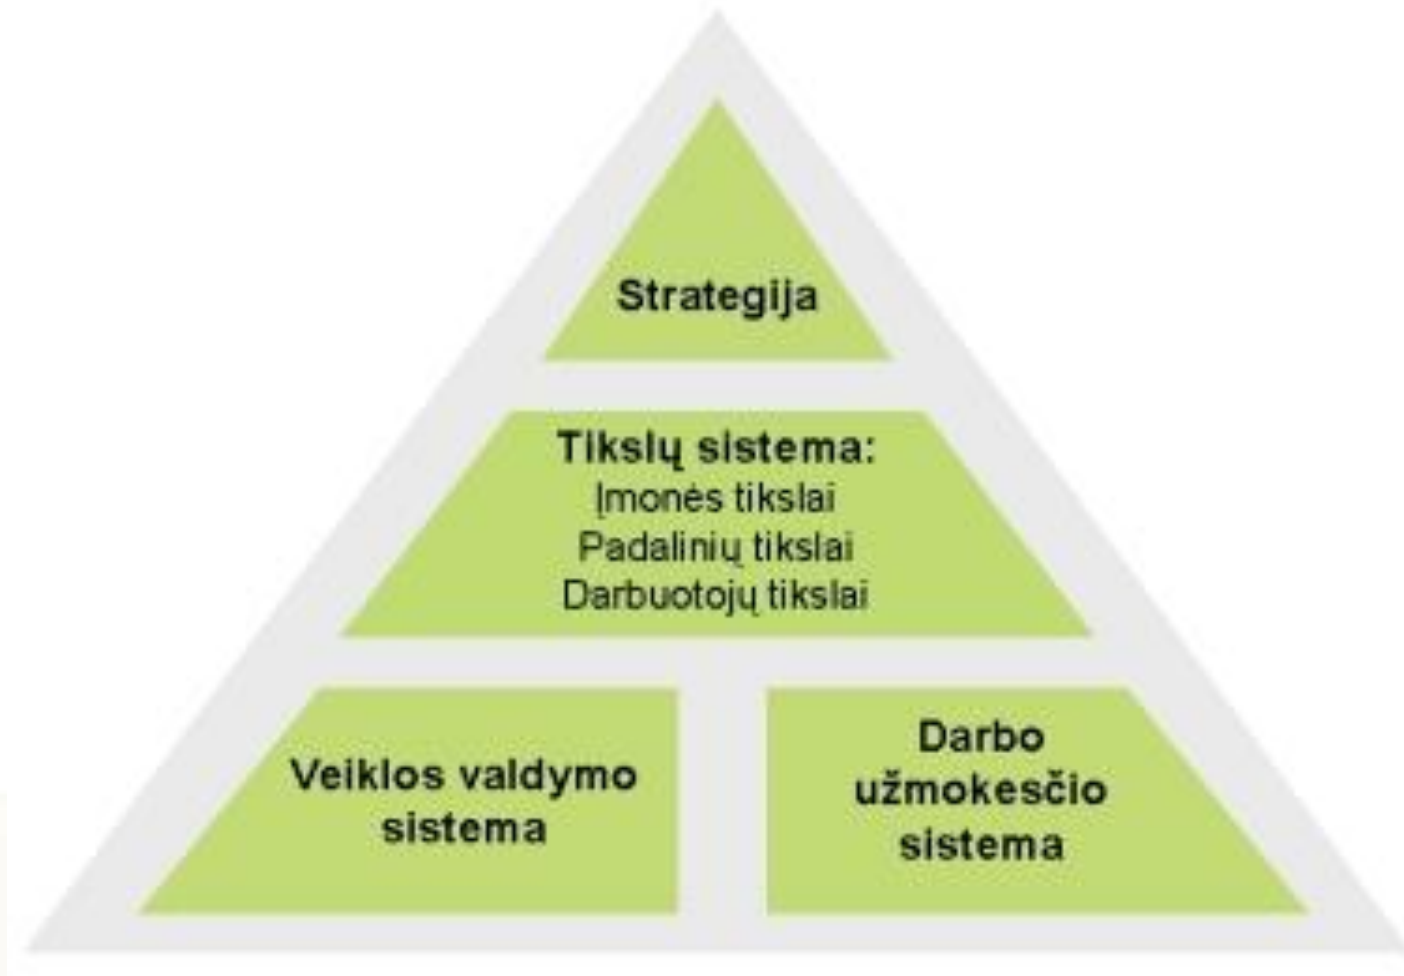 Strategija
Tikslų sistema:
Įmonės tikslai
Padalinių tikslai
Darbuotojų tikslai
Veiklos valdymo
sistema
Darbo
užmokesčio
sistema